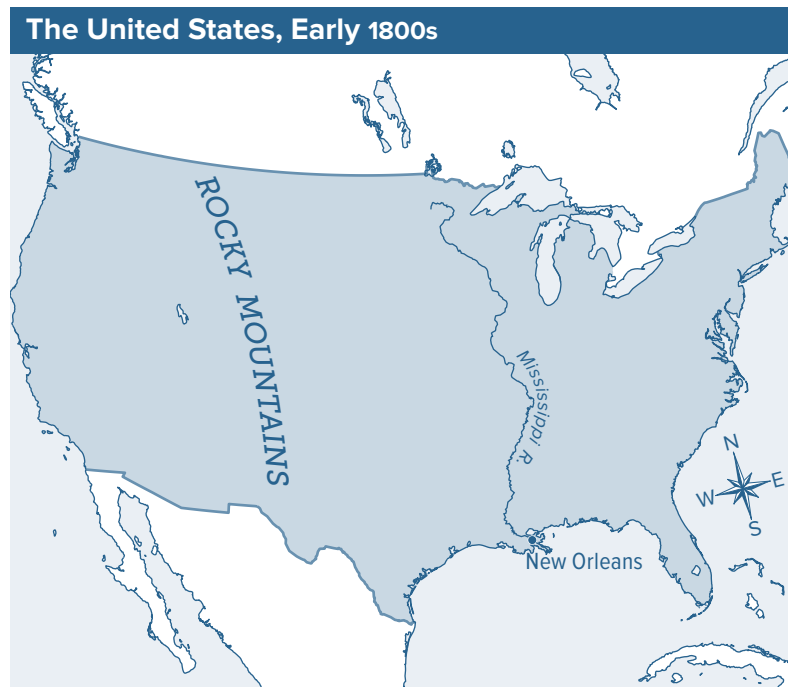 The United States, Early 1800s
ROCKY MOUNTAINS
Mississippi R.
N
W
E
S
New Orleans